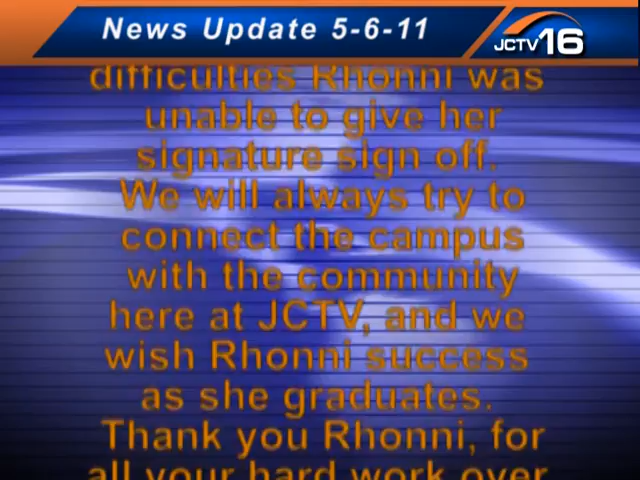 News Update 5-6-11
JCTV16
difficulties Rhonni was
unable to give her
signature sign off.
We will always try to
connect the campus
with the community
here at JCTV, and we
wish Rhonni success
as she graduates.
Thank you Rhonni, for
all your hard work over